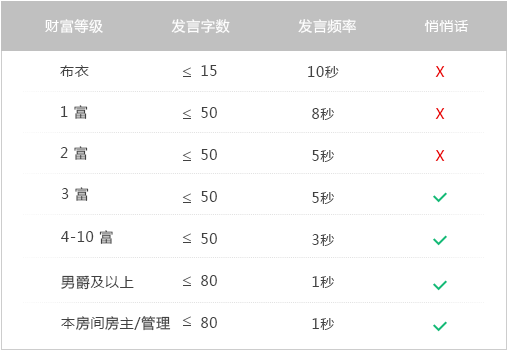 财富等级 发言字数 发言频率 悄悄话
布衣 ≤ 15 10秒 X
1 富 ≤ 50 8秒 X
2 富 ≤ 50 5秒 X
3 富 ≤ 50 5秒 ✓
4-10 富 ≤ 50 3秒 ✓
男爵及以上 ≤ 80 1秒 ✓
本房间房主/管理 ≤ 80 1秒 ✓